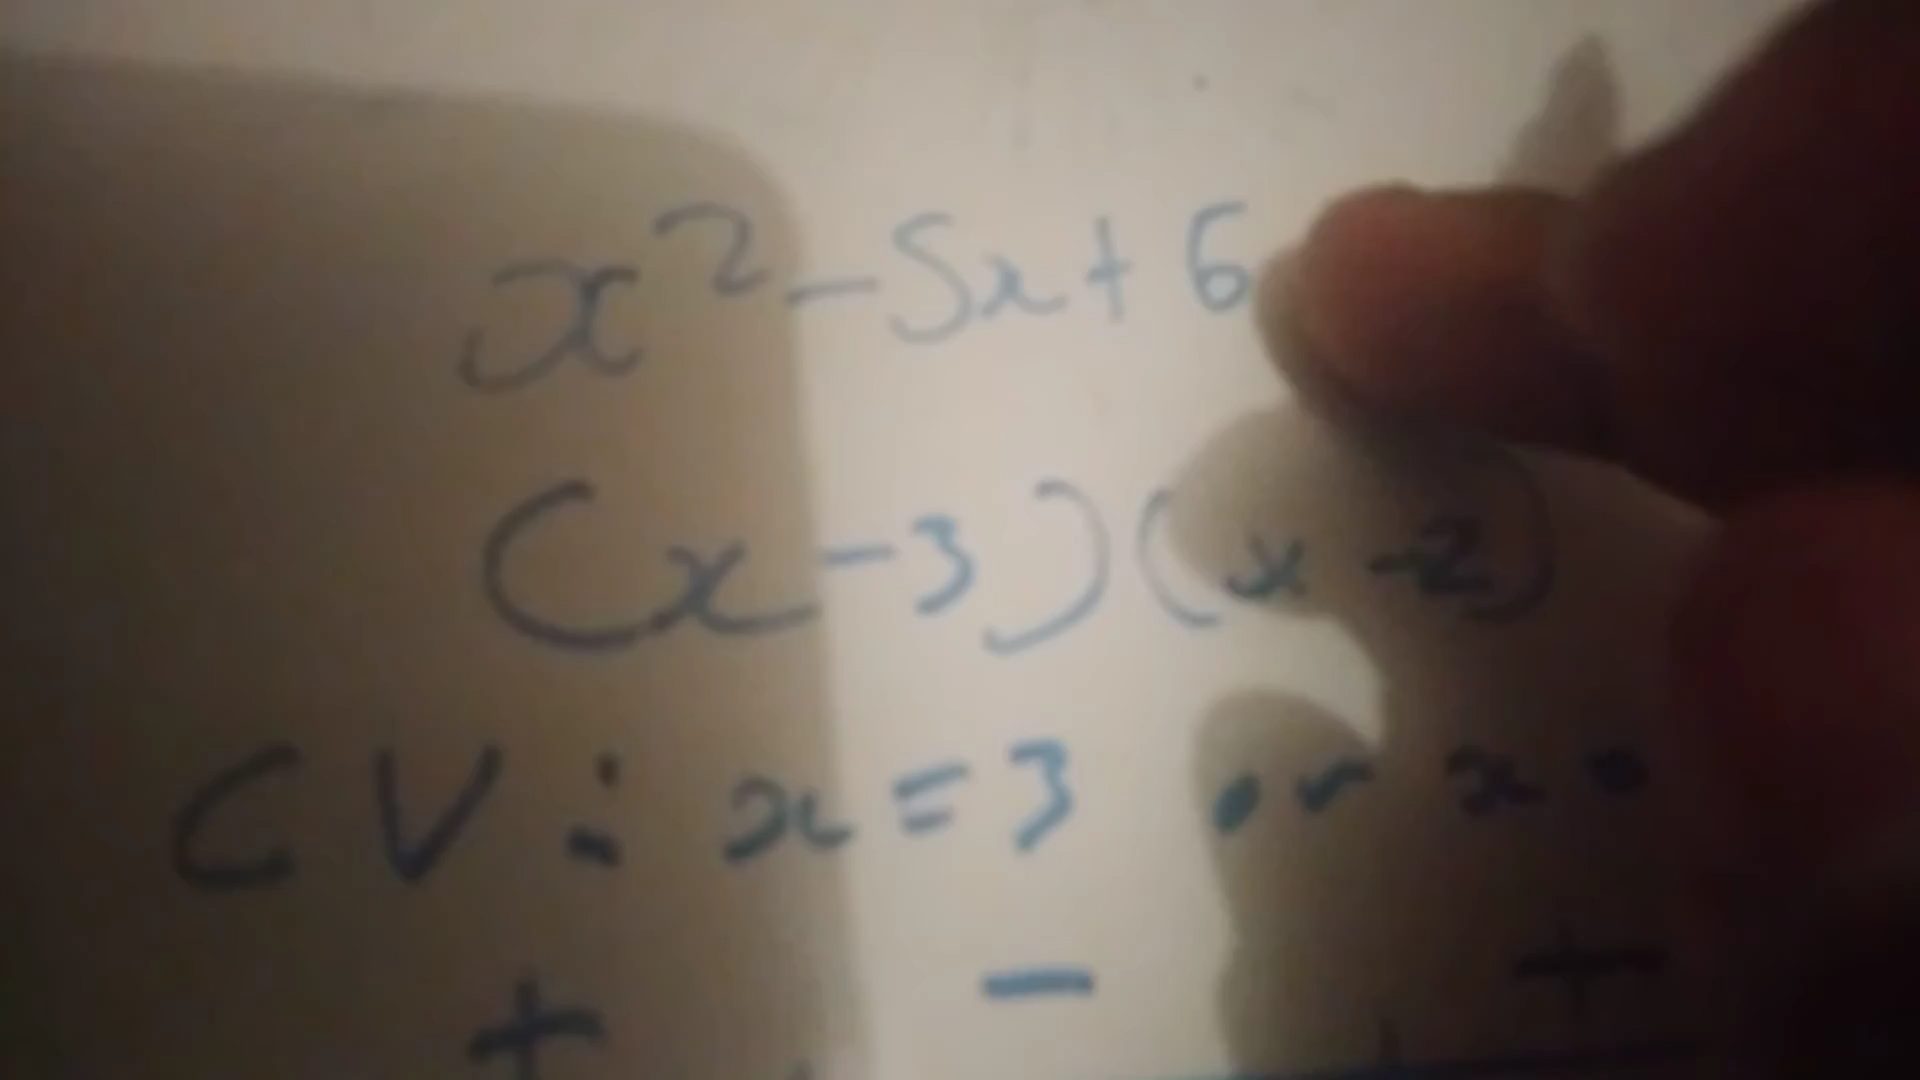 x² - 5x + 6
(x - 3)(x - 2)
CV : x = 3 or x
+ - +